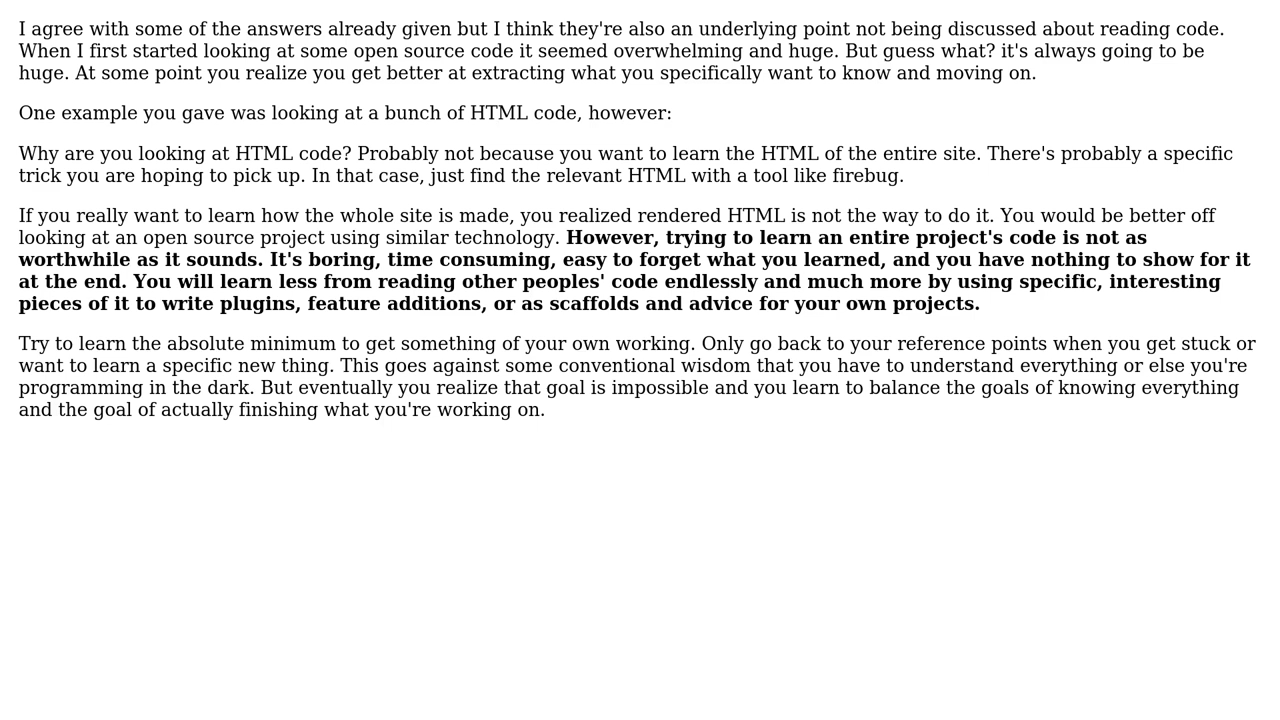 I agree with some of the answers already given but I think they're also an underlying point not being discussed about reading code.
When I first started looking at some open source code it seemed overwhelming and huge. But guess what? it's always going to be
huge. At some point you realize you get better at extracting what you specifically want to know and moving on.
One example you gave was looking at a bunch of HTML code, however:
Why are you looking at HTML code? Probably not because you want to learn the HTML of the entire site. There's probably a specific
trick you are hoping to pick up. In that case, just find the relevant HTML with a tool like firebug.
If you really want to learn how the whole site is made, you realized rendered HTML is not the way to do it. You would be better off
looking at an open source project using similar technology. However, trying to learn an entire project's code is not as
worthwhile as it sounds. It's boring, time consuming, easy to forget what you learned, and you have nothing to show for it
at the end. You will learn less from reading other peoples' code endlessly and much more by using specific, interesting
pieces of it to write plugins, feature additions, or as scaffolds and advice for your own projects.
Try to learn the absolute minimum to get something of your own working. Only go back to your reference points when you get stuck or
want to learn a specific new thing. This goes against some conventional wisdom that you have to understand everything or else you're
programming in the dark. But eventually you realize that goal is impossible and you learn to balance the goals of knowing everything
and the goal of actually finishing what you're working on.